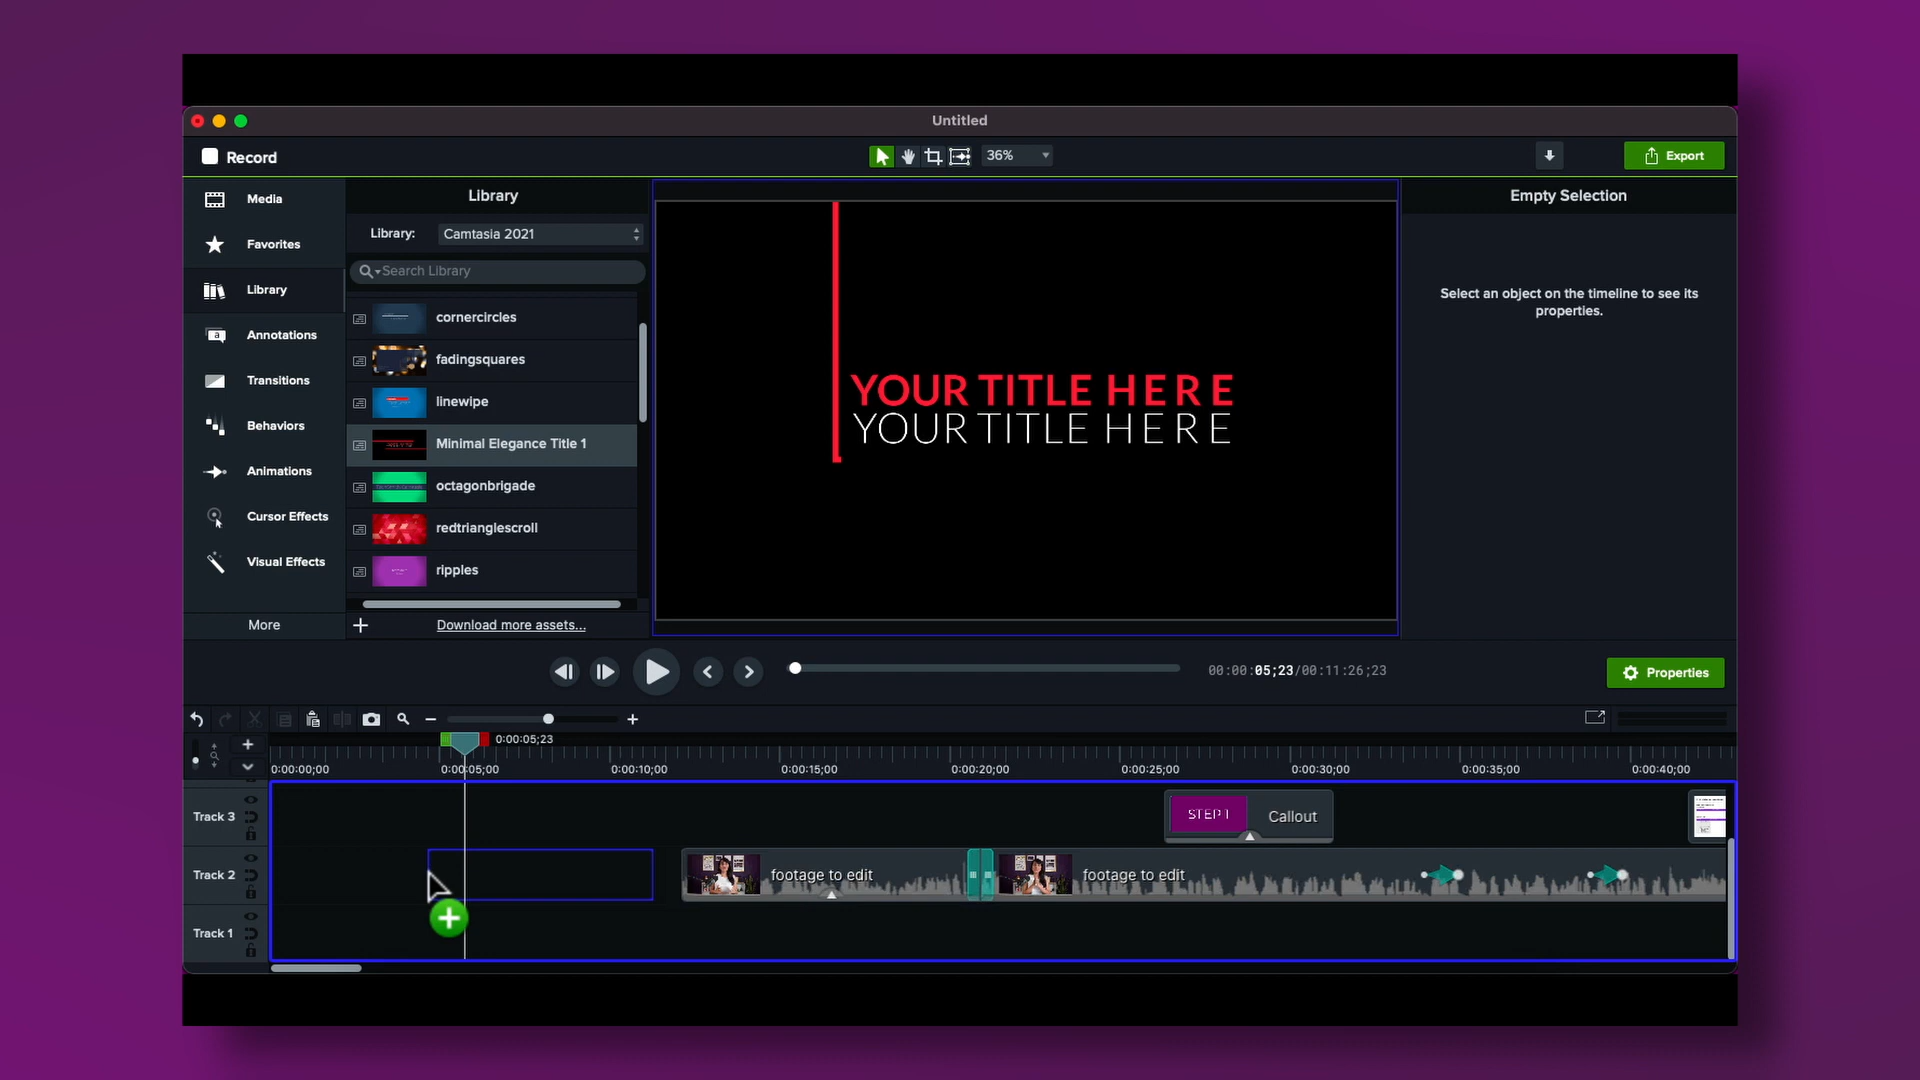 Untitled
Record
36%
Export
Media
Favorites
Library
Annotations
Transitions
Behaviors
Animations
Cursor Effects
Visual Effects
More
Library
Library:
Camtasia 2021
Search Library
cornercircles
fadingsquares
linewipe
Minimal Elegance Title 1
octagonbrigade
redtrianglescroll
ripples
Download more assets...
YOUR TITLE HERE
YOUR TITLE HERE
Empty Selection
Select an object on the timeline to see its
properties.
00:00:05;23/00:11:26;23
Properties
0:00:05;23
0:00:00;00
0:00:05;00
0:00:10;00
0:00:15;00
0:00:20;00
0:00:25;00
0:00:30;00
0:00:35;00
0:00:40;00
Track 3
STEP 1
Callout
Track 2
footage to edit
footage to edit
Track 1